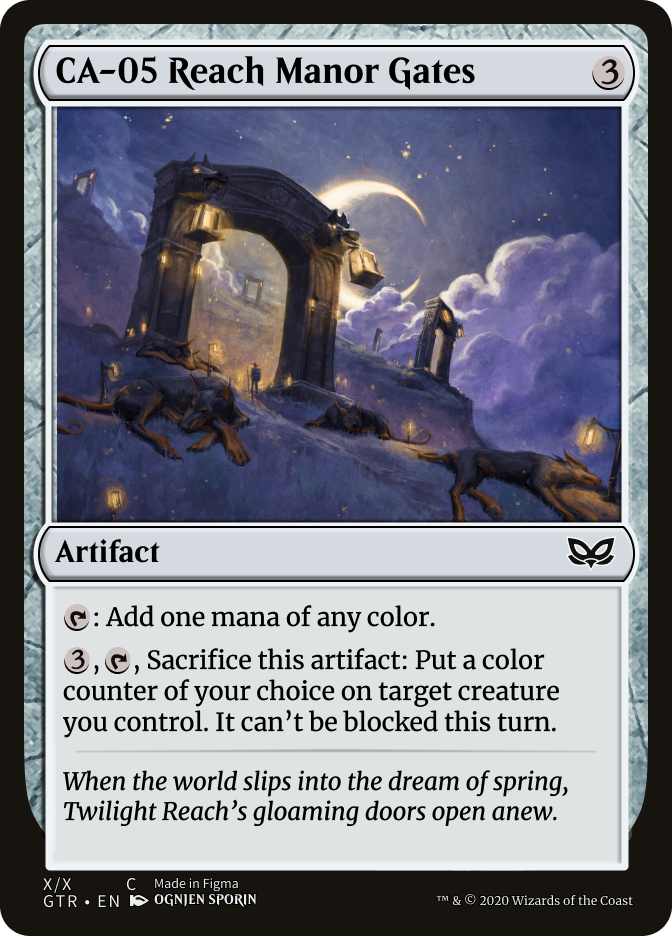 CA-05 Reach Manor Gates 3
Artifact
: Add one mana of any color.
3, , Sacrifice this artifact: Put a color
counter of your choice on target creature
you control. It can’t be blocked this turn.
When the world slips into the dream of spring,
Twilight Reach’s gloaming doors open anew.
X/X C Made in Figma
GTR • EN OGNJEN SPORIN ™ & © 2020 Wizards of the Coast